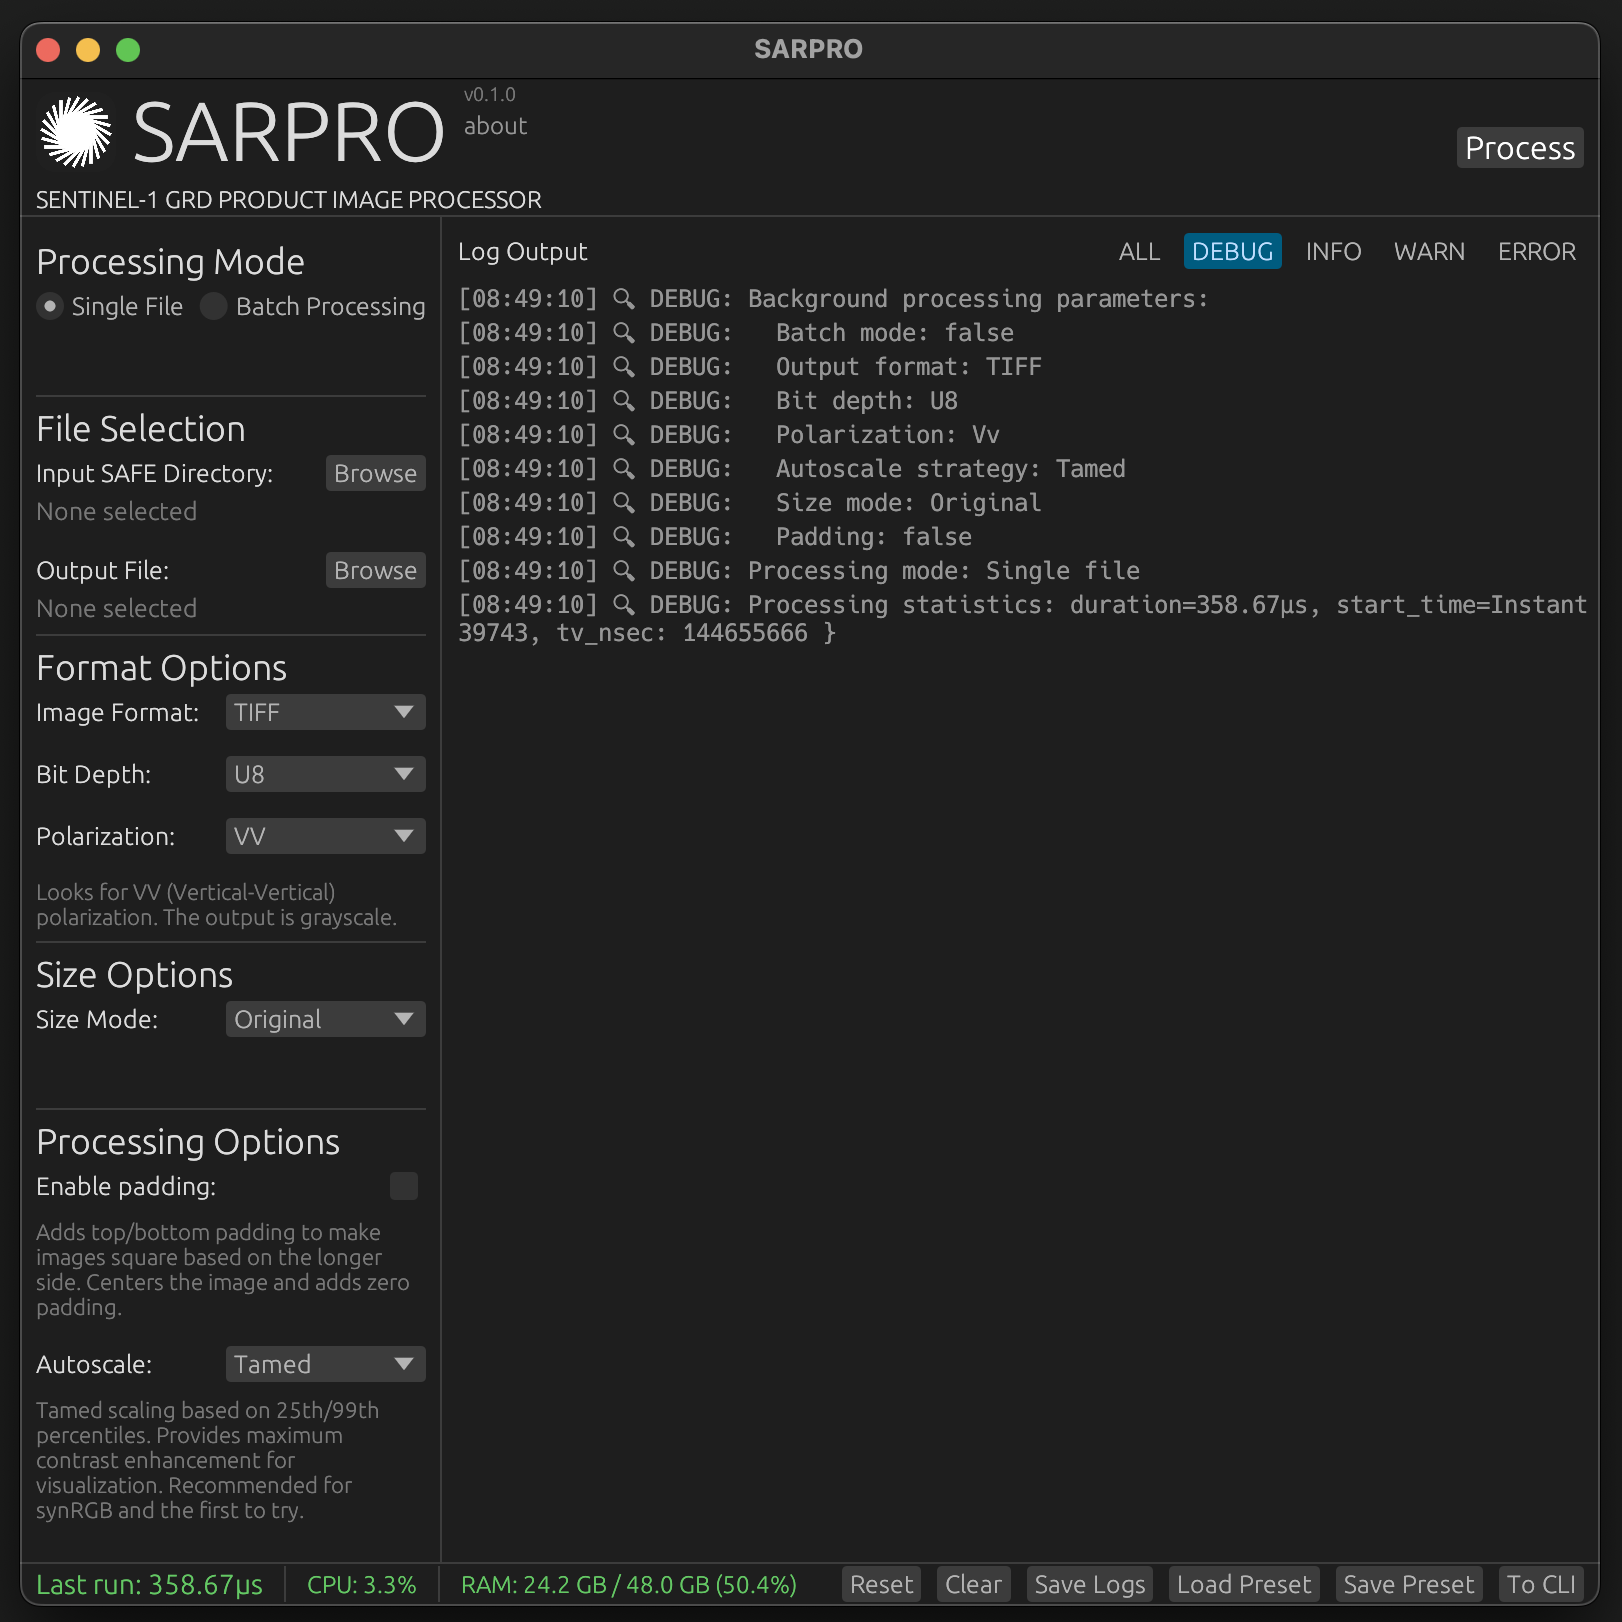 SARPRO
SARPRO
v0.1.0
about
Process
SENTINEL-1 GRD PRODUCT IMAGE PROCESSOR
Processing Mode
Single File
Batch Processing
File Selection
Input SAFE Directory:
Browse
None selected
Output File:
Browse
None selected
Format Options
Image Format:
TIFF
Bit Depth:
U8
Polarization:
VV
Looks for VV (Vertical-Vertical)
polarization. The output is grayscale.
Size Options
Size Mode:
Original
Processing Options
Enable padding:
Adds top/bottom padding to make
images square based on the longer
side. Centers the image and adds zero
padding.
Autoscale:
Tamed
Tamed scaling based on 25th/99th
percentiles. Provides maximum
contrast enhancement for
visualization. Recommended for
synRGB and the first to try.
Log Output
ALL
DEBUG
INFO
WARN
ERROR
[08:49:10] 🔍 DEBUG: Background processing parameters:
[08:49:10] 🔍 DEBUG:   Batch mode: false
[08:49:10] 🔍 DEBUG:   Output format: TIFF
[08:49:10] 🔍 DEBUG:   Bit depth: U8
[08:49:10] 🔍 DEBUG:   Polarization: Vv
[08:49:10] 🔍 DEBUG:   Autoscale strategy: Tamed
[08:49:10] 🔍 DEBUG:   Size mode: Original
[08:49:10] 🔍 DEBUG:   Padding: false
[08:49:10] 🔍 DEBUG: Processing mode: Single file
[08:49:10] 🔍 DEBUG: Processing statistics: duration=358.67µs, start_time=Instant
39743, tv_nsec: 144655666 }
Last run: 358.67µs
CPU: 3.3%
RAM: 24.2 GB / 48.0 GB (50.4%)
Reset
Clear
Save Logs
Load Preset
Save Preset
To CLI